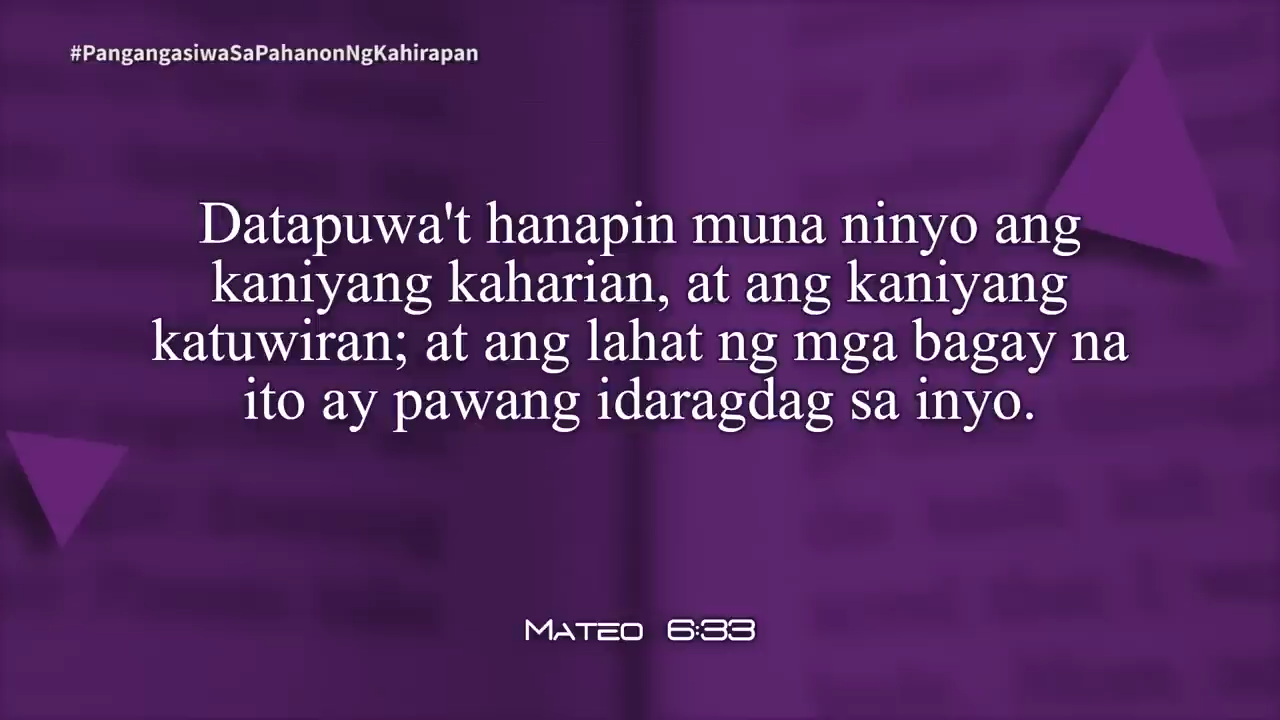 #PangangasiwaSaPahanonNgKahirapan
Datapuwa't hanapin muna ninyo ang
kaniyang kaharian, at ang kaniyang
katuwiran; at ang lahat ng mga bagay na
ito ay pawang idaragdag sa inyo.
Mateo 6:33